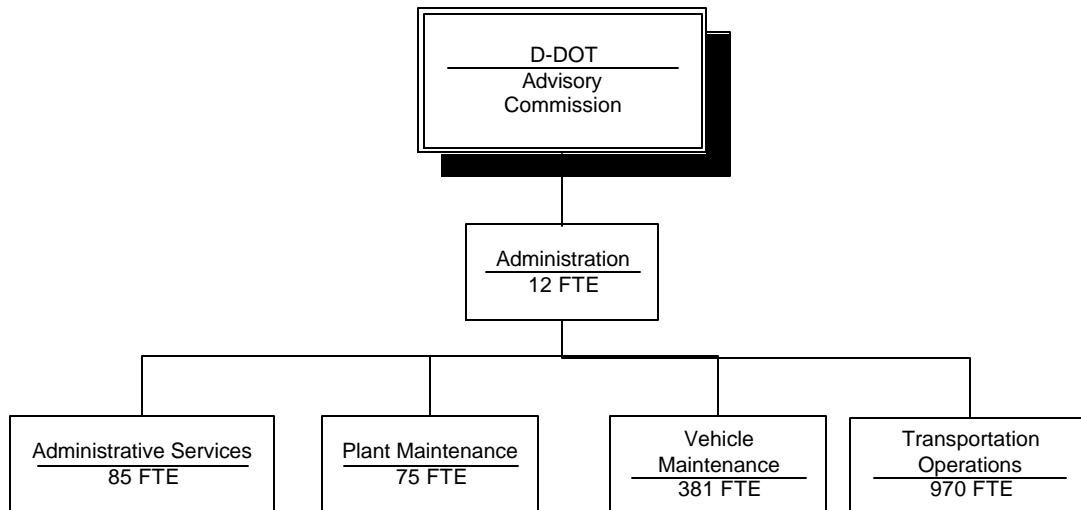 D-DOT
Advisory
Commission
Administration
12 FTE
Administrative Services
85 FTE
Plant Maintenance
75 FTE
Vehicle
Maintenance
381 FTE
Transportation
Operations
970 FTE